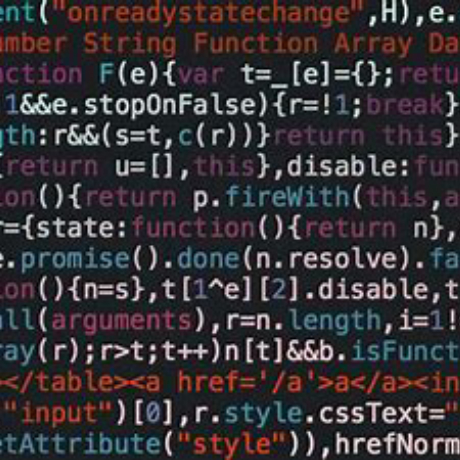 ent("onreadystatechange",H),e.
umber String Function Array Da
nction F(e){var t=_[e]={};retu
1&&e.stopOnFalse){r=!1;break}
gth:r&&(s=t,c(r))}return this}
{return u=[],this},disable:fun
ion(){return p.fireWith(this,a
r={state:function(){return n},
e.promise().done(n.resolve).fa
ion(){n=s},t[1^e][2].disable,t
all(arguments),r=n.length,i=1!
ray(r);r>t;t++)n[t]&&b.isFunct
></table><a href='/a'>a</a><in
"input")[0],r.style.cssText="
etAttribute("style")),hrefNorm